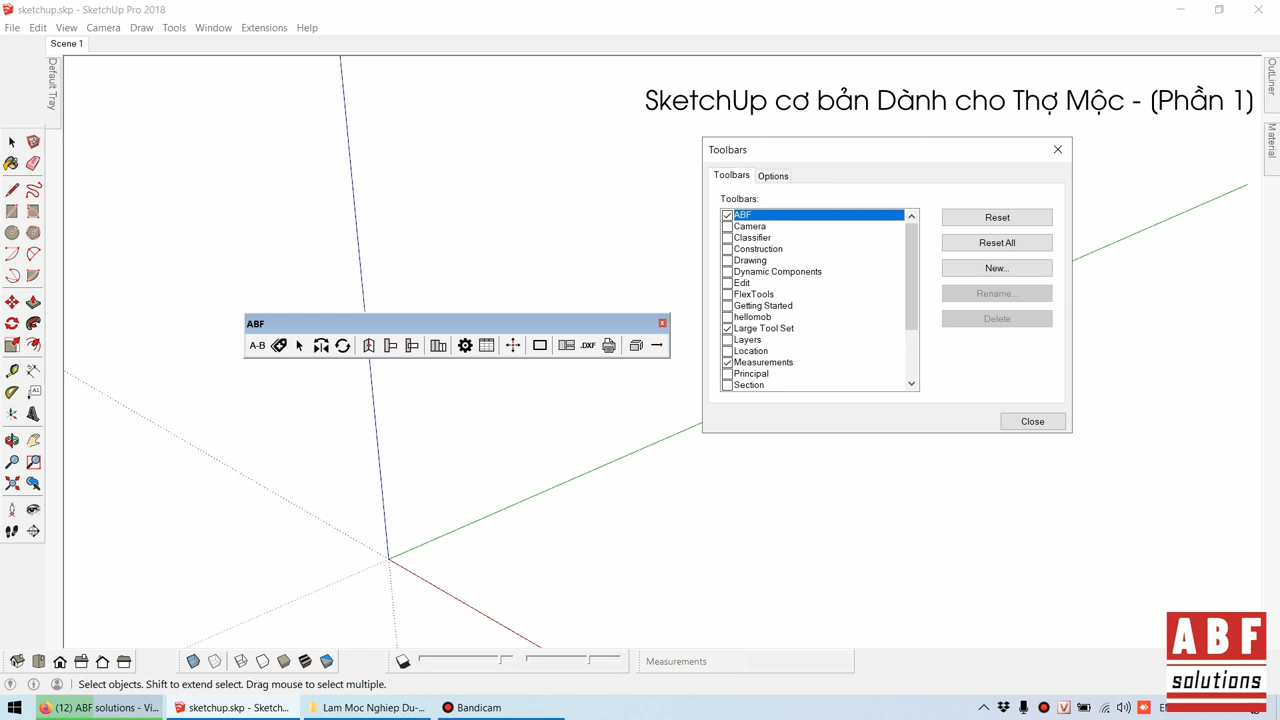 sketchup.skp - SketchUp Pro 2018
File Edit View Camera Draw Tools Window Extensions Help
Scene 1
Default Tray
OutLiner
Material
SketchUp cơ bản Dành cho Thợ Mộc - (Phần 1)
Toolbars
Toolbars Options
Toolbars:
ABF
Camera
Classifier
Construction
Drawing
Dynamic Components
Edit
FlexTools
Getting Started
hellomob
Large Tool Set
Layers
Location
Measurements
Principal
Section
Reset
Reset All
New...
Rename...
Delete
Close
ABF
A-B
.DXF
Measurements
Select objects. Shift to extend select. Drag mouse to select multiple.
ABF
solutions
(12) ABF solutions - Vi...
sketchup.skp - Sketch...
Lam Moc Nghiep Du-...
Bandicam